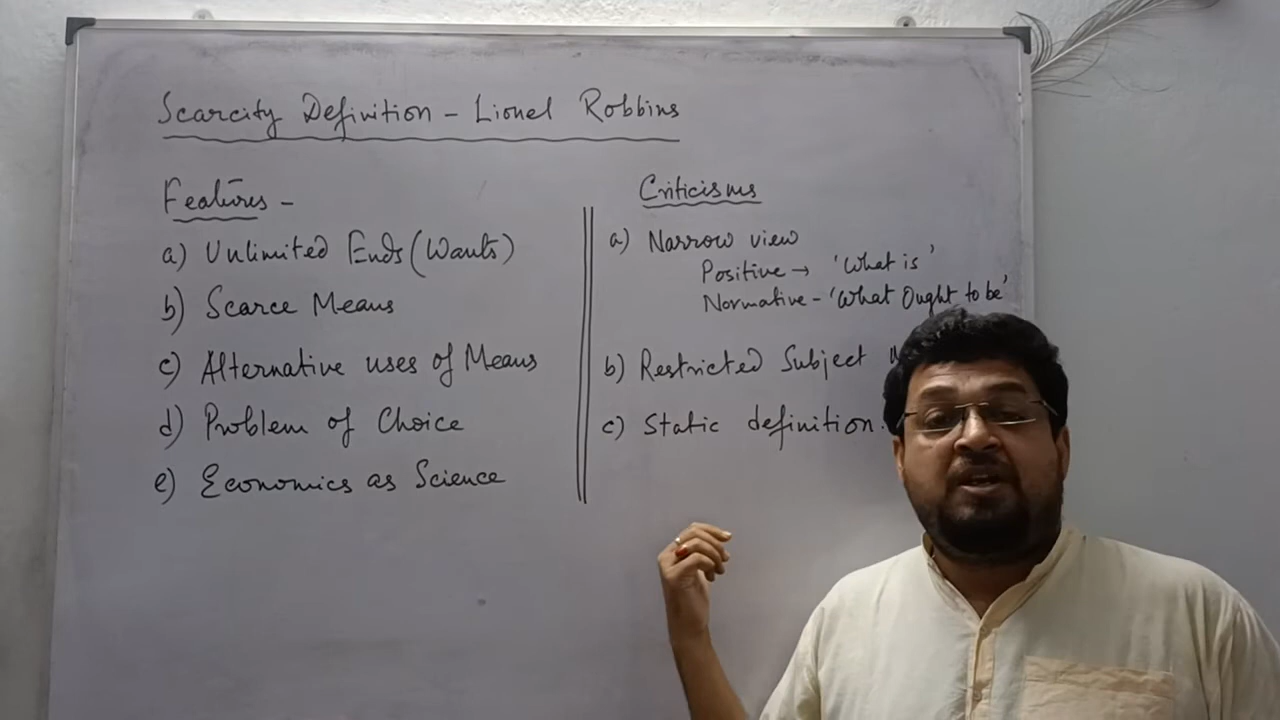 Scarcity Definition - Lionel Robbins
Features -
a) Unlimited Ends (Wants)
b) Scarce Means
c) Alternative uses of Means
d) Problem of Choice
e) Economics as Science
Criticisms
a) Narrow view
Positive → 'What is'
Normative - 'What Ought to be'
b) Restricted Subject
c) Static definition.